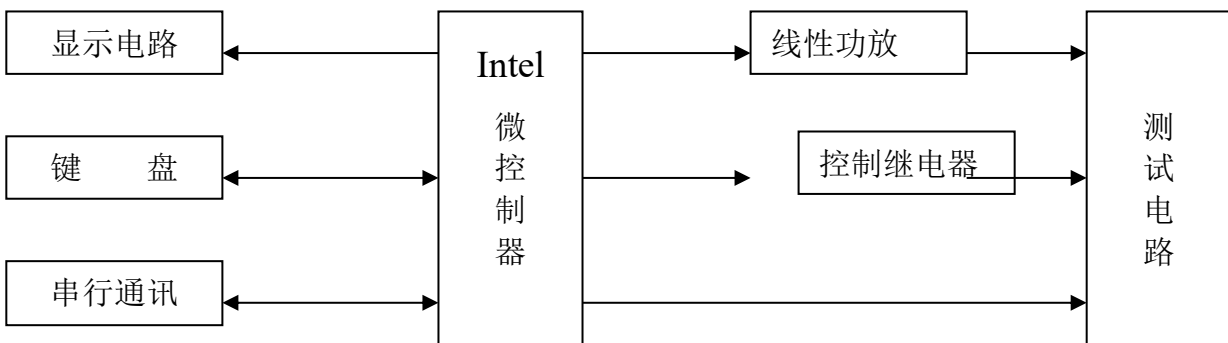 显示电路
键 盘
串行通讯
Intel
微
控
制
器
线性功放
控制继电器
测
试
电
路